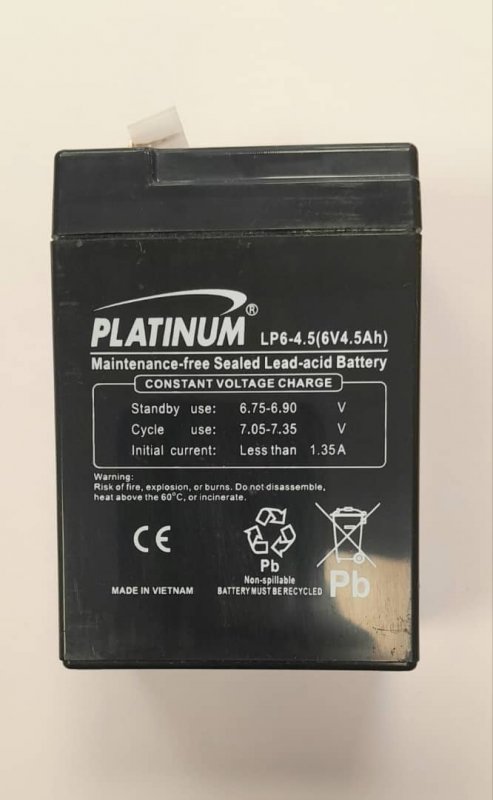 PLATINUM® LP6-4.5(6V4.5Ah)
Maintenance-free Sealed Lead-acid Battery
CONSTANT VOLTAGE CHARGE
Standby use: 6.75-6.90 V
Cycle use: 7.05-7.35 V
Initial current: Less than 1.35A
Warning:
Risk of fire, explosion, or burns. Do not disassemble,
heat above the 60°C, or incinerate.
CE
Pb
Non-spillable
MADE IN VIETNAM
BATTERY MUST BE RECYCLED
Pb